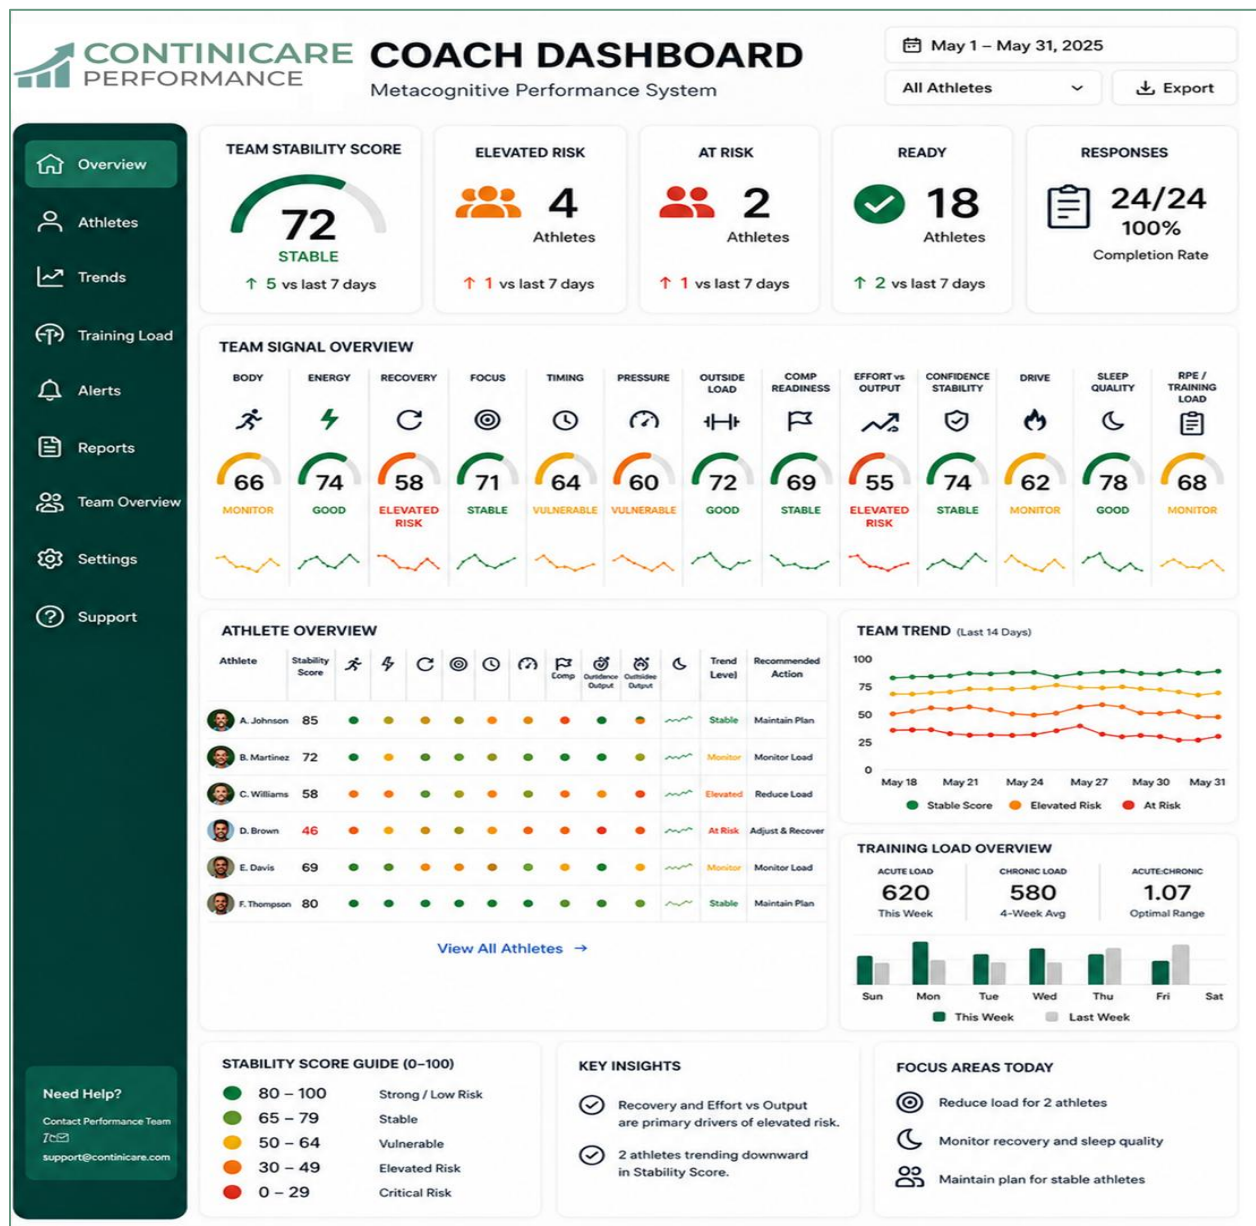 CONTINICARE
PERFORMANCE
COACH DASHBOARD
Metacognitive Performance System
May 1 – May 31, 2025
All Athletes
Export
Overview
Athletes
Trends
Training Load
Alerts
Reports
Team Overview
Settings
Support
Need Help?
Contact Performance Team
support@continicare.com
TEAM STABILITY SCORE
72
STABLE
↑ 5 vs last 7 days
ELEVATED RISK
4
Athletes
↑ 1 vs last 7 days
AT RISK
2
Athletes
↑ 1 vs last 7 days
READY
18
Athletes
↑ 2 vs last 7 days
RESPONSES
24/24
100%
Completion Rate
TEAM SIGNAL OVERVIEW
BODY
66
MONITOR
ENERGY
74
GOOD
RECOVERY
58
ELEVATED
RISK
FOCUS
71
STABLE
TIMING
64
VULNERABLE
PRESSURE
60
VULNERABLE
OUTSIDE
LOAD
72
GOOD
COMP
READINESS
69
STABLE
EFFORT vs
OUTPUT
55
ELEVATED
RISK
CONFIDENCE
STABILITY
74
STABLE
DRIVE
62
MONITOR
SLEEP
QUALITY
78
GOOD
RPE /
TRAINING
LOAD
68
MONITOR
ATHLETE OVERVIEW
Athlete Stability Score Comp Output Output Trend Level Recommended Action
A. Johnson 85 Stable Maintain Plan
B. Martinez 72 Monitor Monitor Load
C. Williams 58 Elevated Reduce Load
D. Brown 46 At Risk Adjust & Recover
E. Davis 69 Monitor Monitor Load
F. Thompson 80 Stable Maintain Plan
View All Athletes →
TEAM TREND (Last 14 Days)
100
75
50
25
0
May 18 May 21 May 24 May 27 May 30 May 31
Stable Score Elevated Risk At Risk
TRAINING LOAD OVERVIEW
ACUTE LOAD
620
This Week
CHRONIC LOAD
580
4-Week Avg
ACUTE:CHRONIC
1.07
Optimal Range
Sun Mon Tue Wed Thu Fri Sat
This Week Last Week
STABILITY SCORE GUIDE (0–100)
80 – 100 Strong / Low Risk
65 – 79 Stable
50 – 64 Vulnerable
30 – 49 Elevated Risk
0 – 29 Critical Risk
KEY INSIGHTS
Recovery and Effort vs Output
are primary drivers of elevated risk.
2 athletes trending downward
in Stability Score.
FOCUS AREAS TODAY
Reduce load for 2 athletes
Monitor recovery and sleep quality
Maintain plan for stable athletes